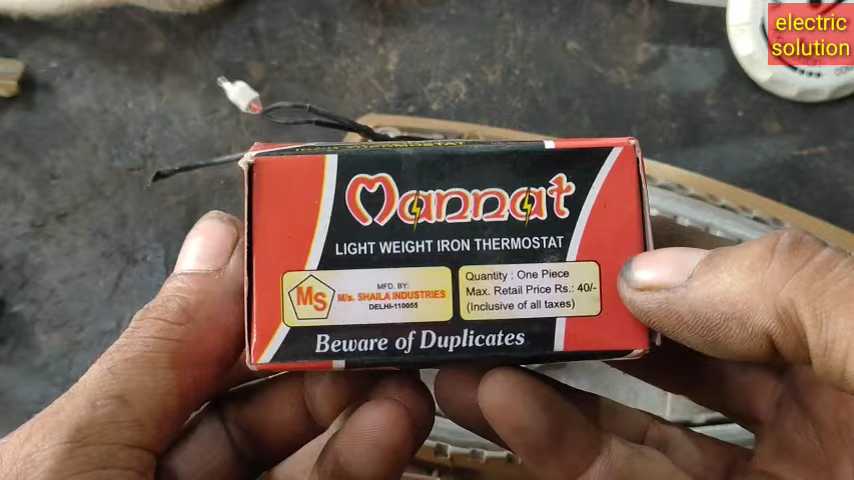 electric
solution
Mannat
LIGHT WEIGHT IRON THERMOSTAT
MS
MFD. BY:
M/s. SHAILA INDUSTRIES
DELHI-110055
Quantity : One Piece
Max. Retail Price Rs.: 40/-
(Inclusive of all taxes)
Beware of Duplicates